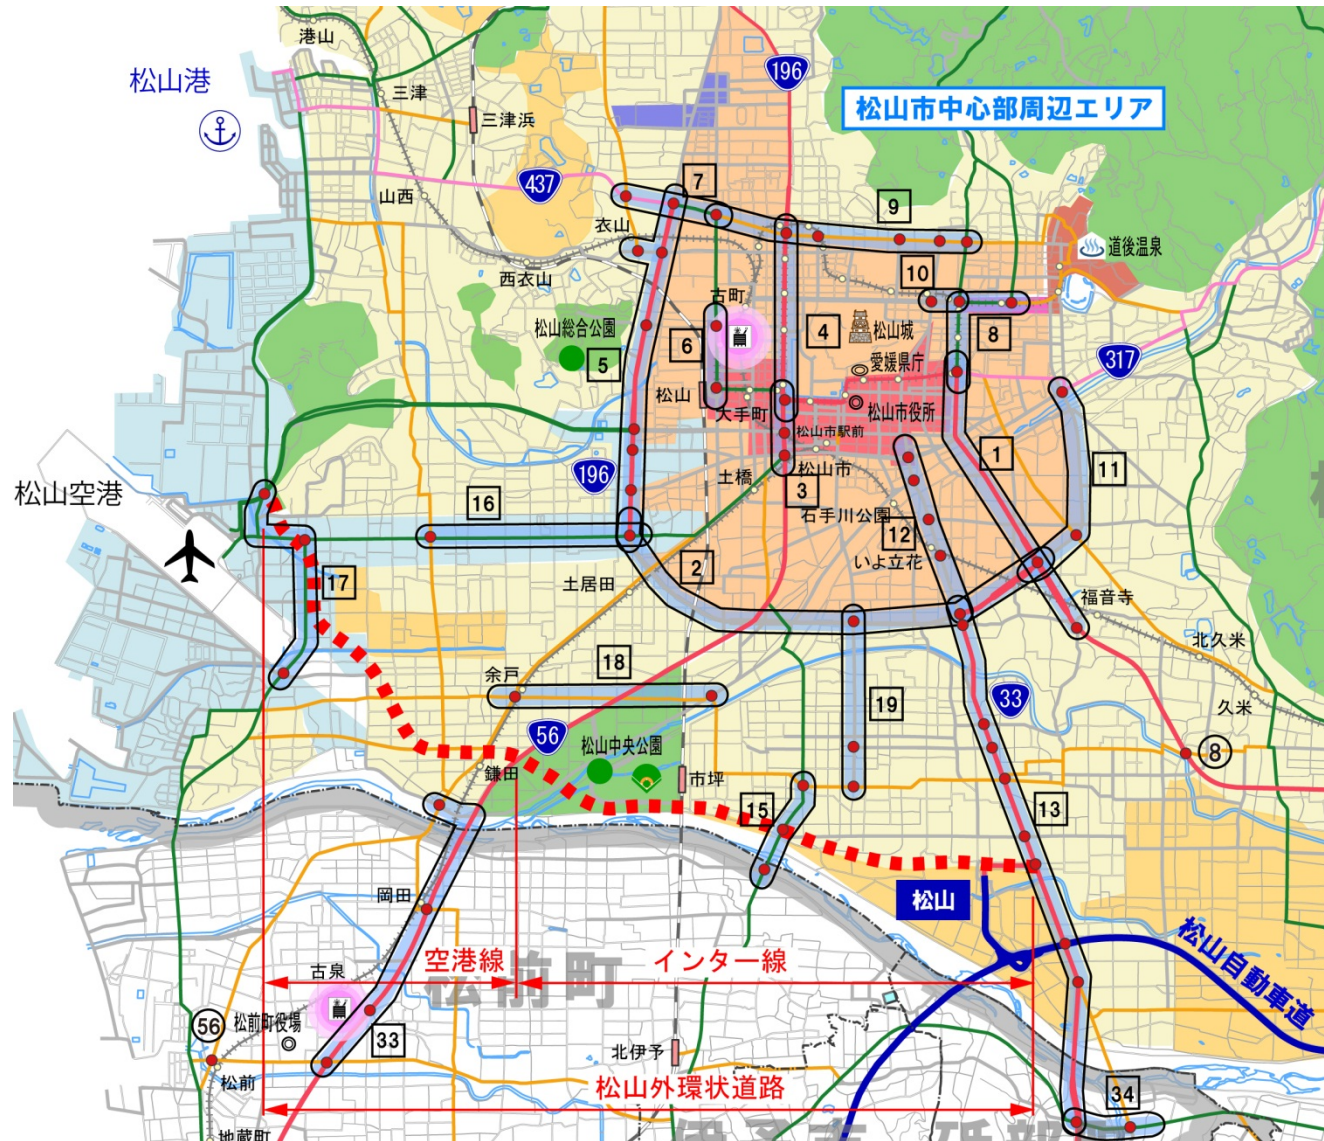 港山
松山港
三津
196
松山市中心部周辺エリア
三津浜
437
山西
7
9
衣山
道後温泉
西衣山
10
古町
松山総合公園
4
松山城
8
5
6
愛媛県庁
317
松山
大手町
松山市役所
松山市駅前
1
11
196
土橋
松山市
松山空港
16
3
石手川公園
12
いよ立花
2
17
土居田
福音寺
北久米
18
余戸
久米
19
33
56
松山中央公園
8
鎌田
市坪
15
13
岡田
松山
松山自動車道
空港線
インター線
古泉
松前町
56
松前町役場
33
北伊予
松前
松山外環状道路
34
地蔵町